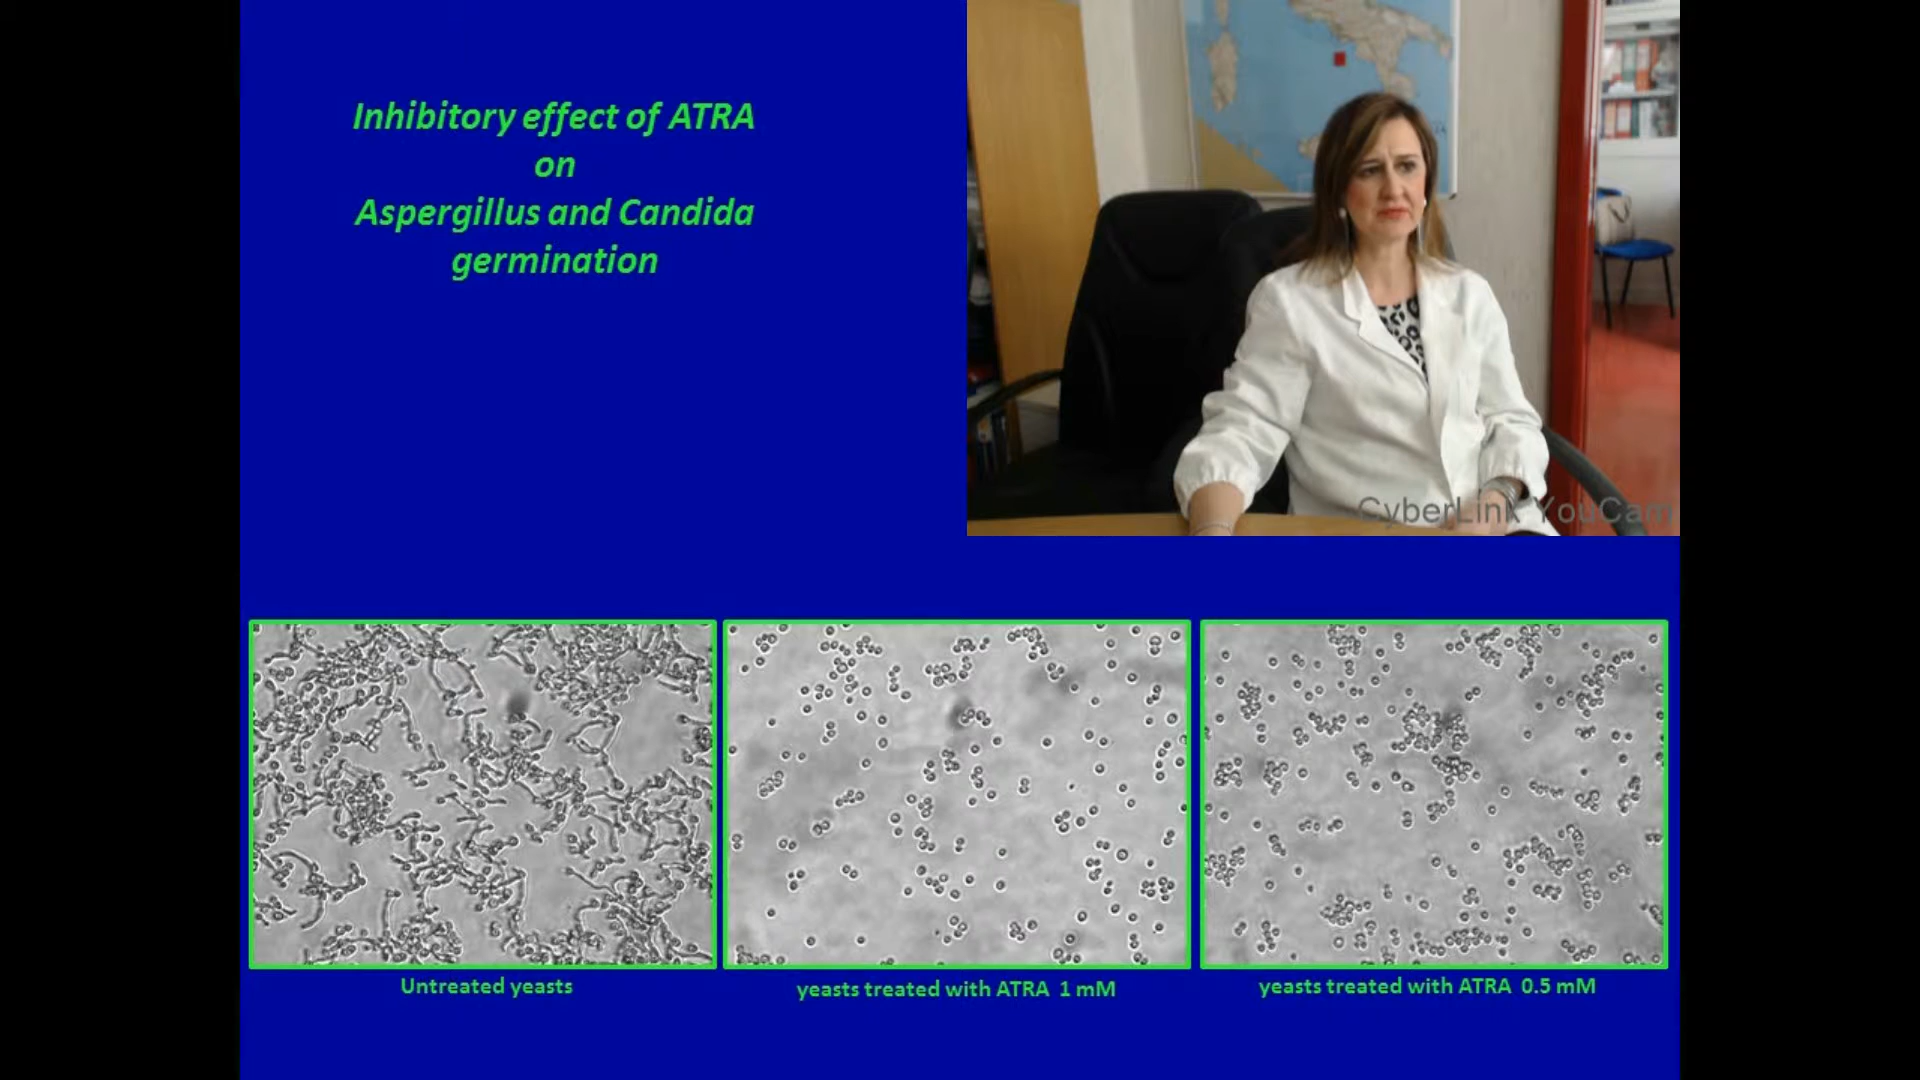 Inhibitory effect of ATRA
on
Aspergillus and Candida
germination
CyberLink YouCam
Untreated yeasts
yeasts treated with ATRA 1 mM
yeasts treated with ATRA 0.5 mM